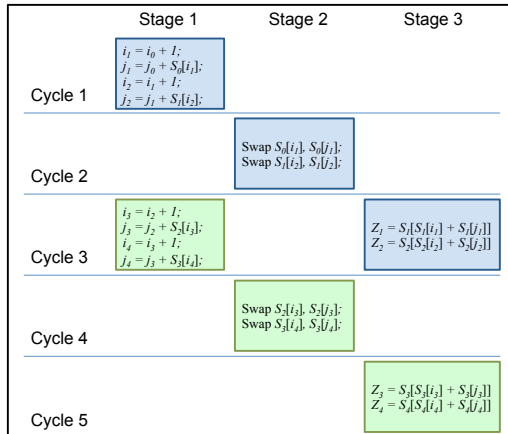 Stage 1 Stage 2 Stage 3
i₁ = i₀ + 1;
j₁ = j₀ + S₀[i₁];
i₂ = i₁ + 1;
j₂ = j₁ + S₁[i₂];
Cycle 1
Swap S₀[i₁], S₀[j₁];
Swap S₁[i₂], S₁[j₂];
Cycle 2
i₃ = i₂ + 1;
j₃ = j₂ + S₂[i₃];
i₄ = i₃ + 1;
j₄ = j₃ + S₃[i₄];
Z₁ = S₁[S₁[i₁] + S₁[j₁]]
Z₂ = S₂[S₂[i₂] + S₂[j₂]]
Cycle 3
Swap S₂[i₃], S₂[j₃];
Swap S₃[i₄], S₃[j₄];
Cycle 4
Z₃ = S₃[S₃[i₃] + S₃[j₃]]
Z₄ = S₄[S₄[i₄] + S₄[j₄]]
Cycle 5